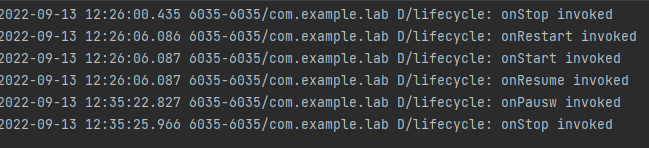 2022-09-13 12:26:00.435 6035-6035/com.example.lab D/lifecycle: onStop invoked
2022-09-13 12:26:06.086 6035-6035/com.example.lab D/lifecycle: onRestart invoked
2022-09-13 12:26:06.087 6035-6035/com.example.lab D/lifecycle: onStart invoked
2022-09-13 12:26:06.087 6035-6035/com.example.lab D/lifecycle: onResume invoked
2022-09-13 12:35:22.827 6035-6035/com.example.lab D/lifecycle: onPausw invoked
2022-09-13 12:35:25.966 6035-6035/com.example.lab D/lifecycle: onStop invoked